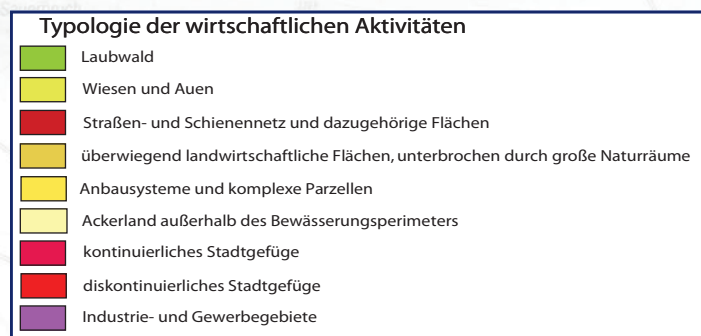 Typologie der wirtschaftlichen Aktivitäten
Laubwald
Wiesen und Auen
Straßen- und Schienennetz und dazugehörige Flächen
überwiegend landwirtschaftliche Flächen, unterbrochen durch große Naturräume
Anbausysteme und komplexe Parzellen
Ackerland außerhalb des Bewässerungsperimeters
kontinuierliches Stadtgefüge
diskontinuierliches Stadtgefüge
Industrie- und Gewerbegebiete